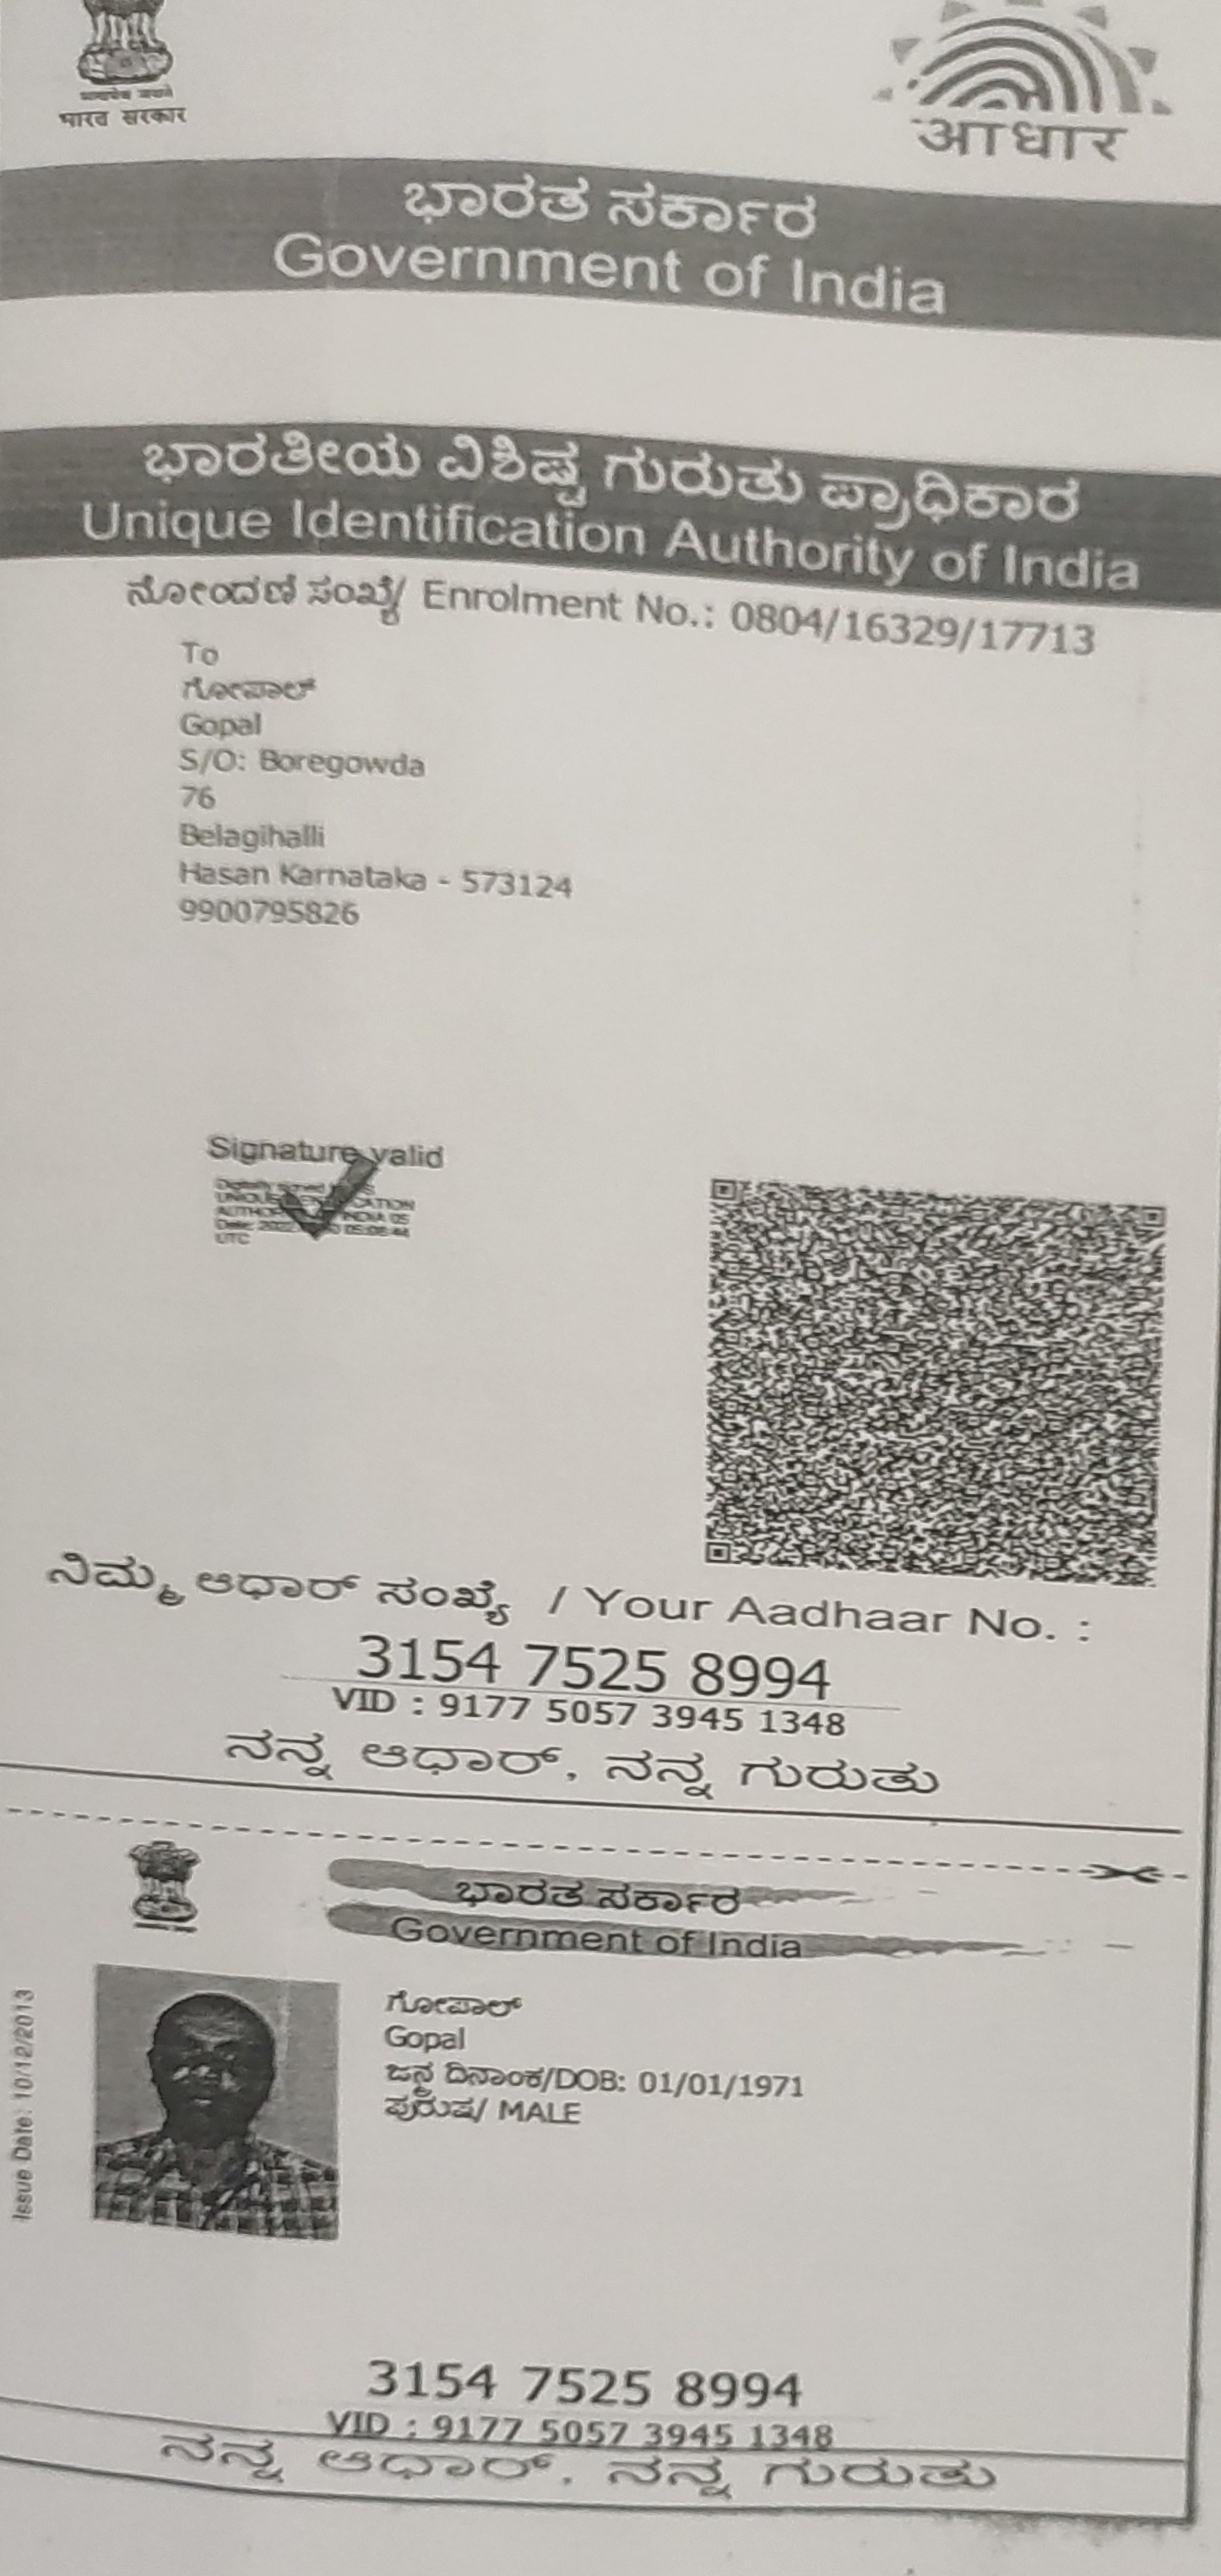 भारत सरकार
आधार
ಭಾರತ ಸರ್ಕಾರ
Government of India
ಭಾರತೀಯ ವಿಶಿಷ್ಟ ಗುರುತು ಪ್ರಾಧಿಕಾರ
Unique Identification Authority of India
ನೋಂದಣಿ ಸಂಖ್ಯೆ/ Enrolment No.: 0804/16329/17713
To
ಗೋಪಾಲ್
Gopal
S/O: Boregowda
76
Belagihalli
Hasan Karnataka - 573124
9900795826
Signature valid
UTC
ನಿಮ್ಮ ಆಧಾರ್ ಸಂಖ್ಯೆ / Your Aadhaar No. :
3154 7525 8994
VID : 9177 5057 3945 1348
ನನ್ನ ಆಧಾರ್, ನನ್ನ ಗುರುತು
ಭಾರತ ಸರ್ಕಾರ
Government of India
Issue Date: 10/12/2013
ಗೋಪಾಲ್
Gopal
ಜನ್ಮ ದಿನಾಂಕ/DOB: 01/01/1971
ಪುರುಷ/ MALE
3154 7525 8994
VID : 9177 5057 3945 1348
ನನ್ನ ಆಧಾರ್, ನನ್ನ ಗುರುತು